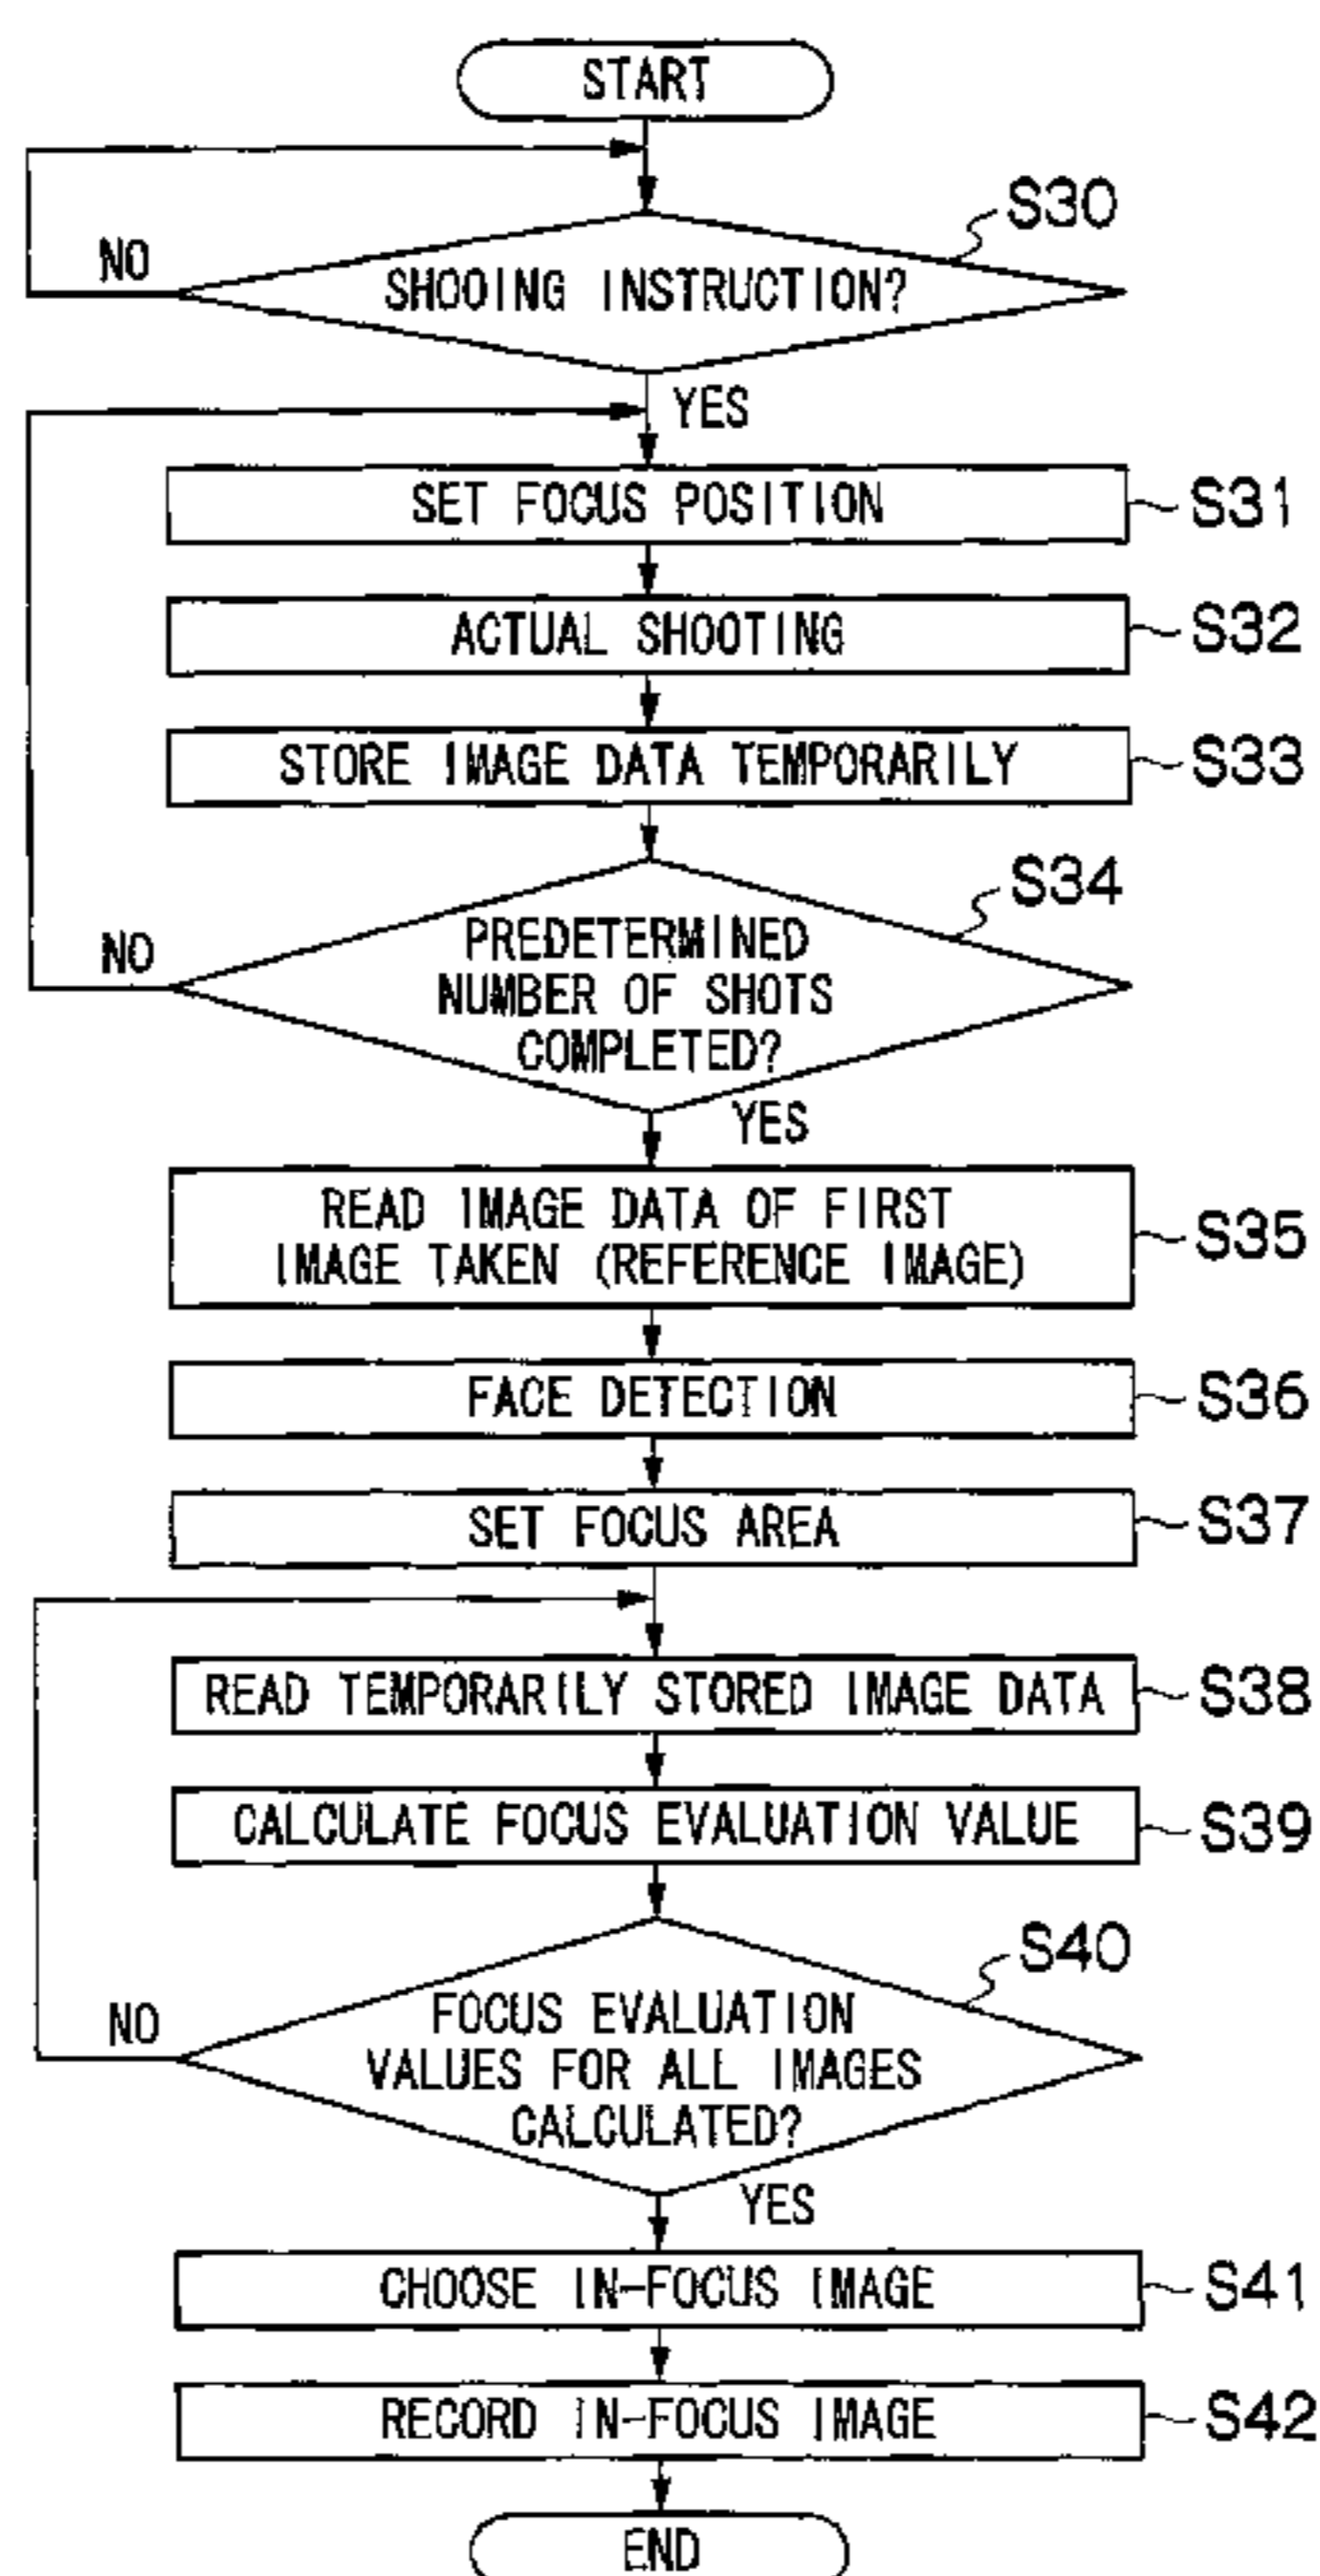 START
S30
NO
SHOOING INSTRUCTION?
YES
SET FOCUS POSITION
S31
ACTUAL SHOOTING
S32
STORE IMAGE DATA TEMPORARILY
S33
S34
NO
PREDETERMINED
NUMBER OF SHOTS
COMPLETED?
YES
READ IMAGE DATA OF FIRST
IMAGE TAKEN (REFERENCE IMAGE)
S35
FACE DETECTION
S36
SET FOCUS AREA
S37
READ TEMPORARILY STORED IMAGE DATA
S38
CALCULATE FOCUS EVALUATION VALUE
S39
S40
NO
FOCUS EVALUATION
VALUES FOR ALL IMAGES
CALCULATED?
YES
CHOOSE IN-FOCUS IMAGE
S41
RECORD IN-FOCUS IMAGE
S42
END